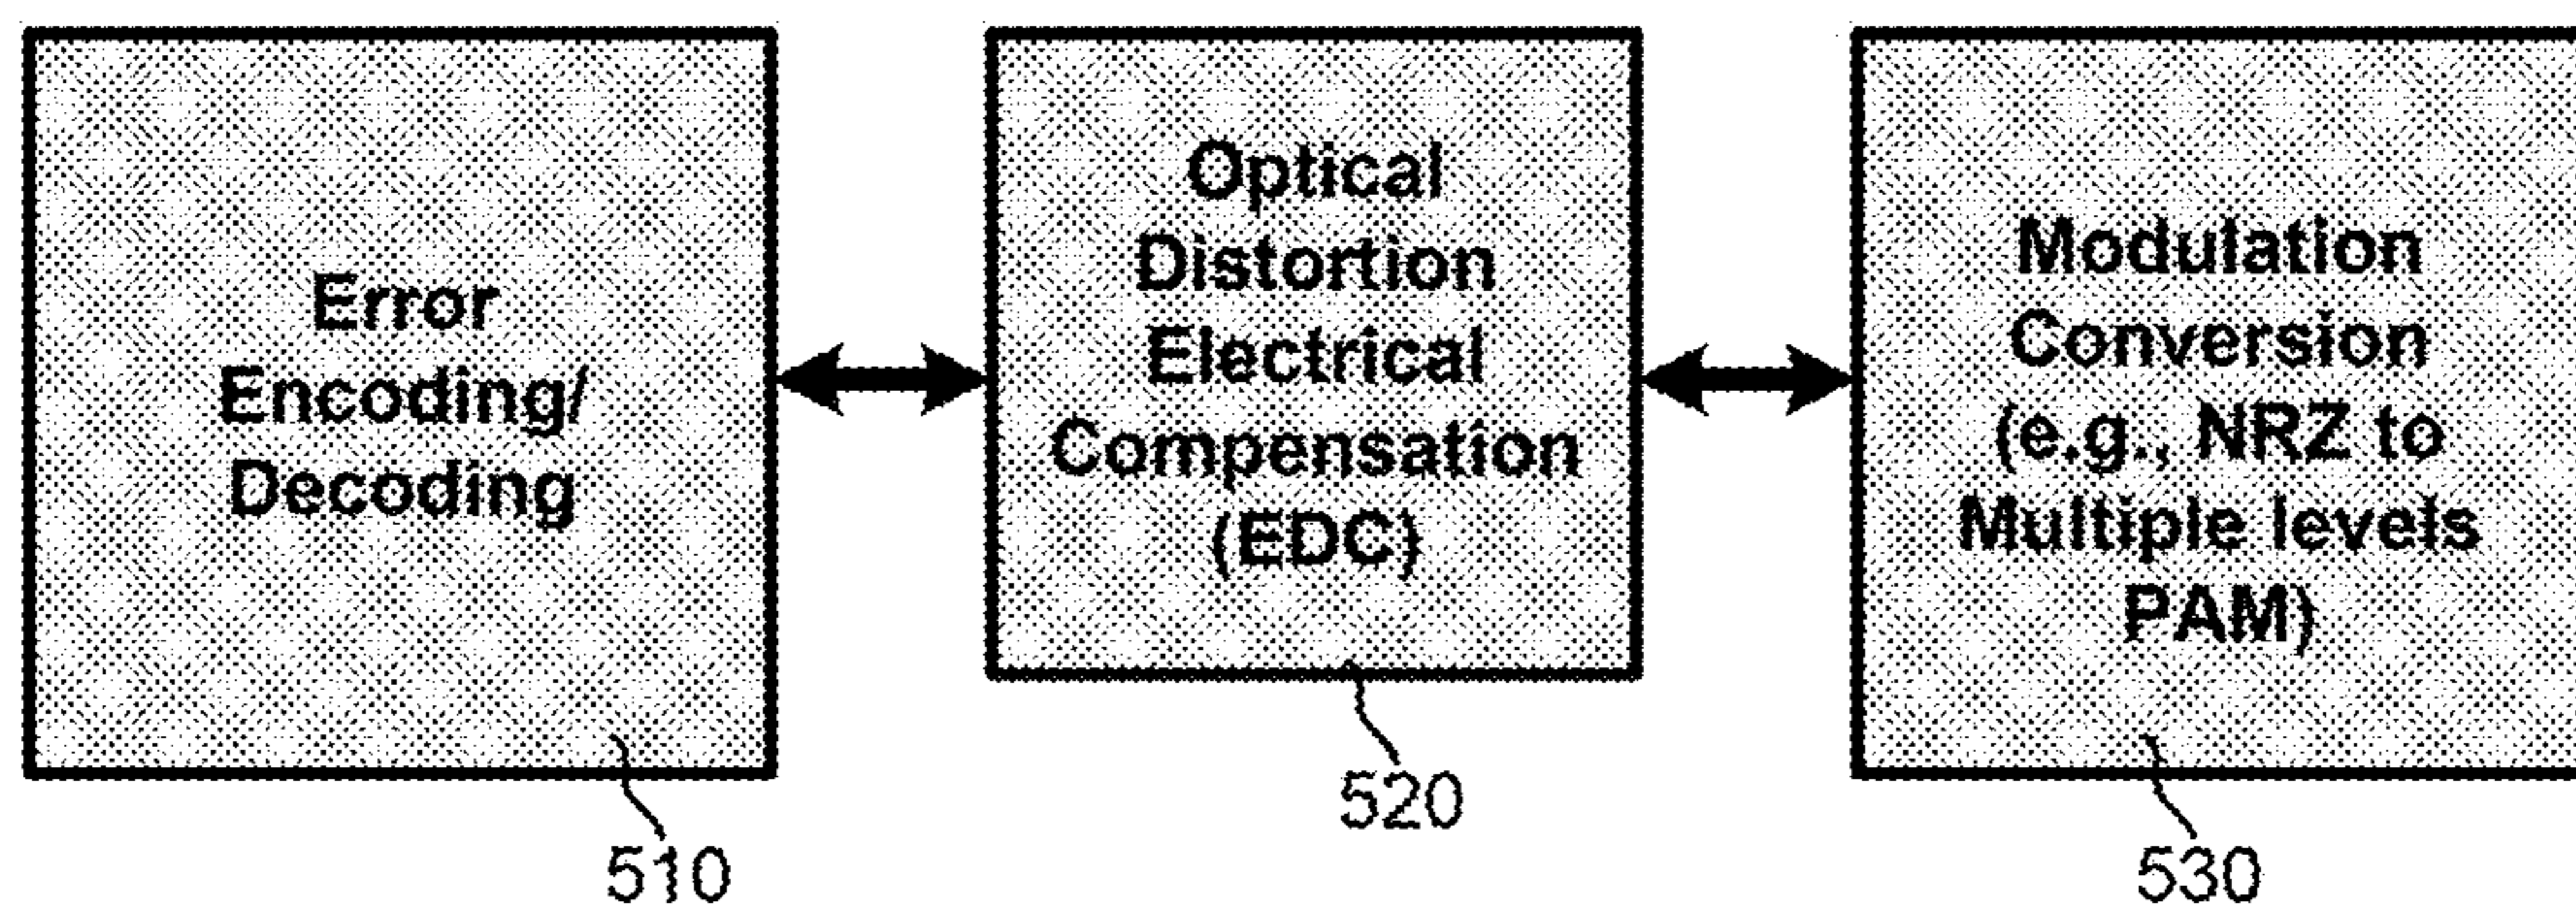 Error
Encoding/
Decoding
510
Optical
Distortion
Electrical
Compensation
(EDC)
520
Modulation
Conversion
(e.g., NRZ to
Multiple levels
PAM)
530